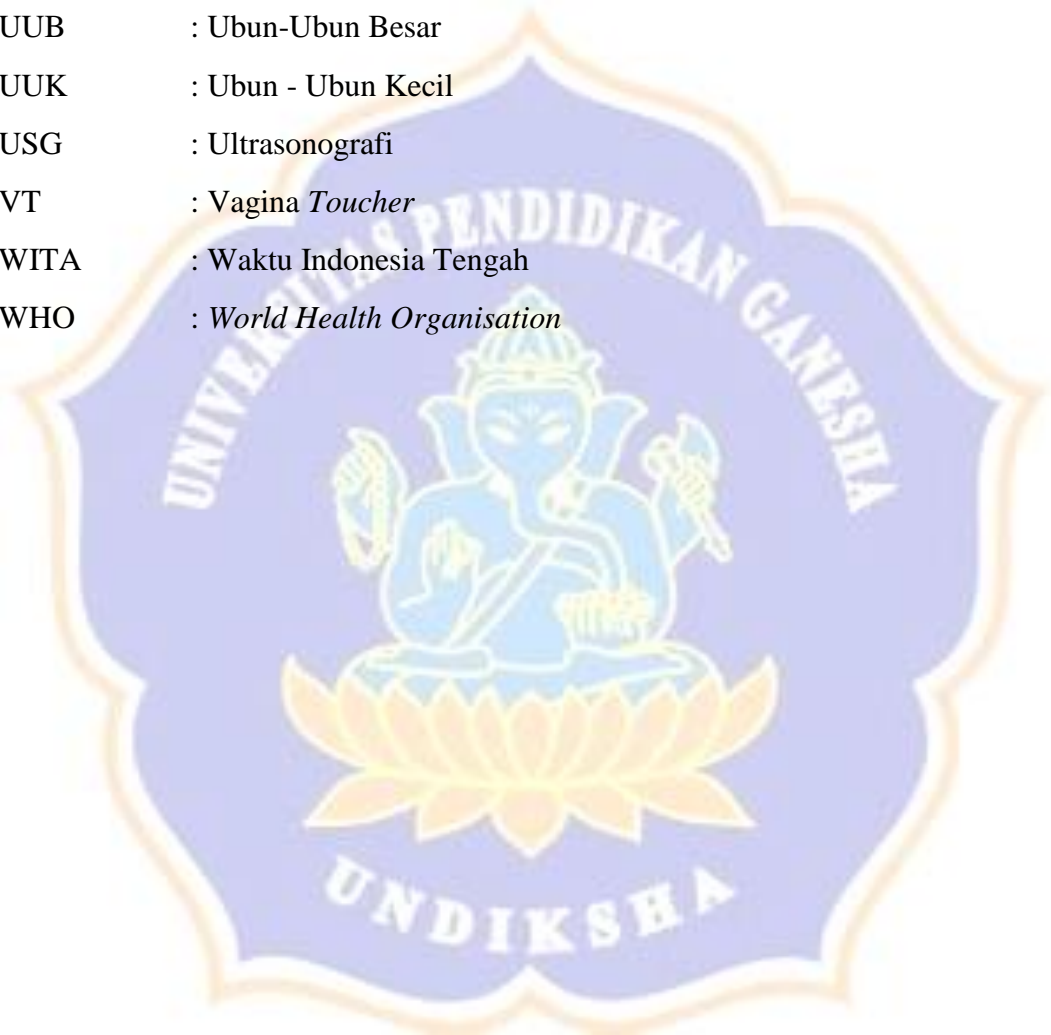 UUB : Ubun-Ubun Besar
UUK : Ubun - Ubun Kecil
USG : Ultrasonografi
VT : Vagina Toucher
WITA : Waktu Indonesia Tengah
WHO : World Health Organisation
UNIVERSITAS PENDIDIKAN GANESHA
UNDIKSHA